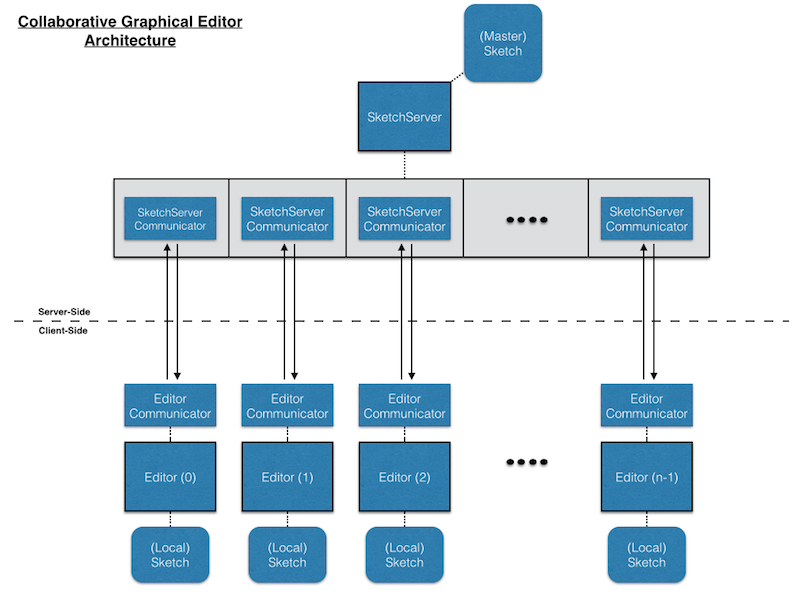 Collaborative Graphical Editor
Architecture
(Master)
Sketch
SketchServer
SketchServer
Communicator
SketchServer
Communicator
SketchServer
Communicator
SketchServer
Communicator
Server-Side
Client-Side
Editor
Communicator
Editor
Communicator
Editor
Communicator
Editor
Communicator
Editor (0)
Editor (1)
Editor (2)
Editor (n-1)
(Local)
Sketch
(Local)
Sketch
(Local)
Sketch
(Local)
Sketch